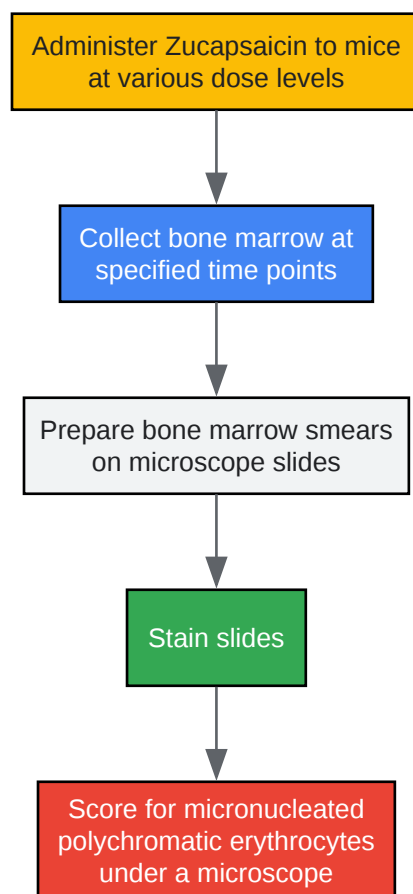 Administer Zucapsaicin to mice
at various dose levels
Collect bone marrow at
specified time points
Prepare bone marrow smears
on microscope slides
Stain slides
Score for micronucleated
polychromatic erythrocytes
under a microscope